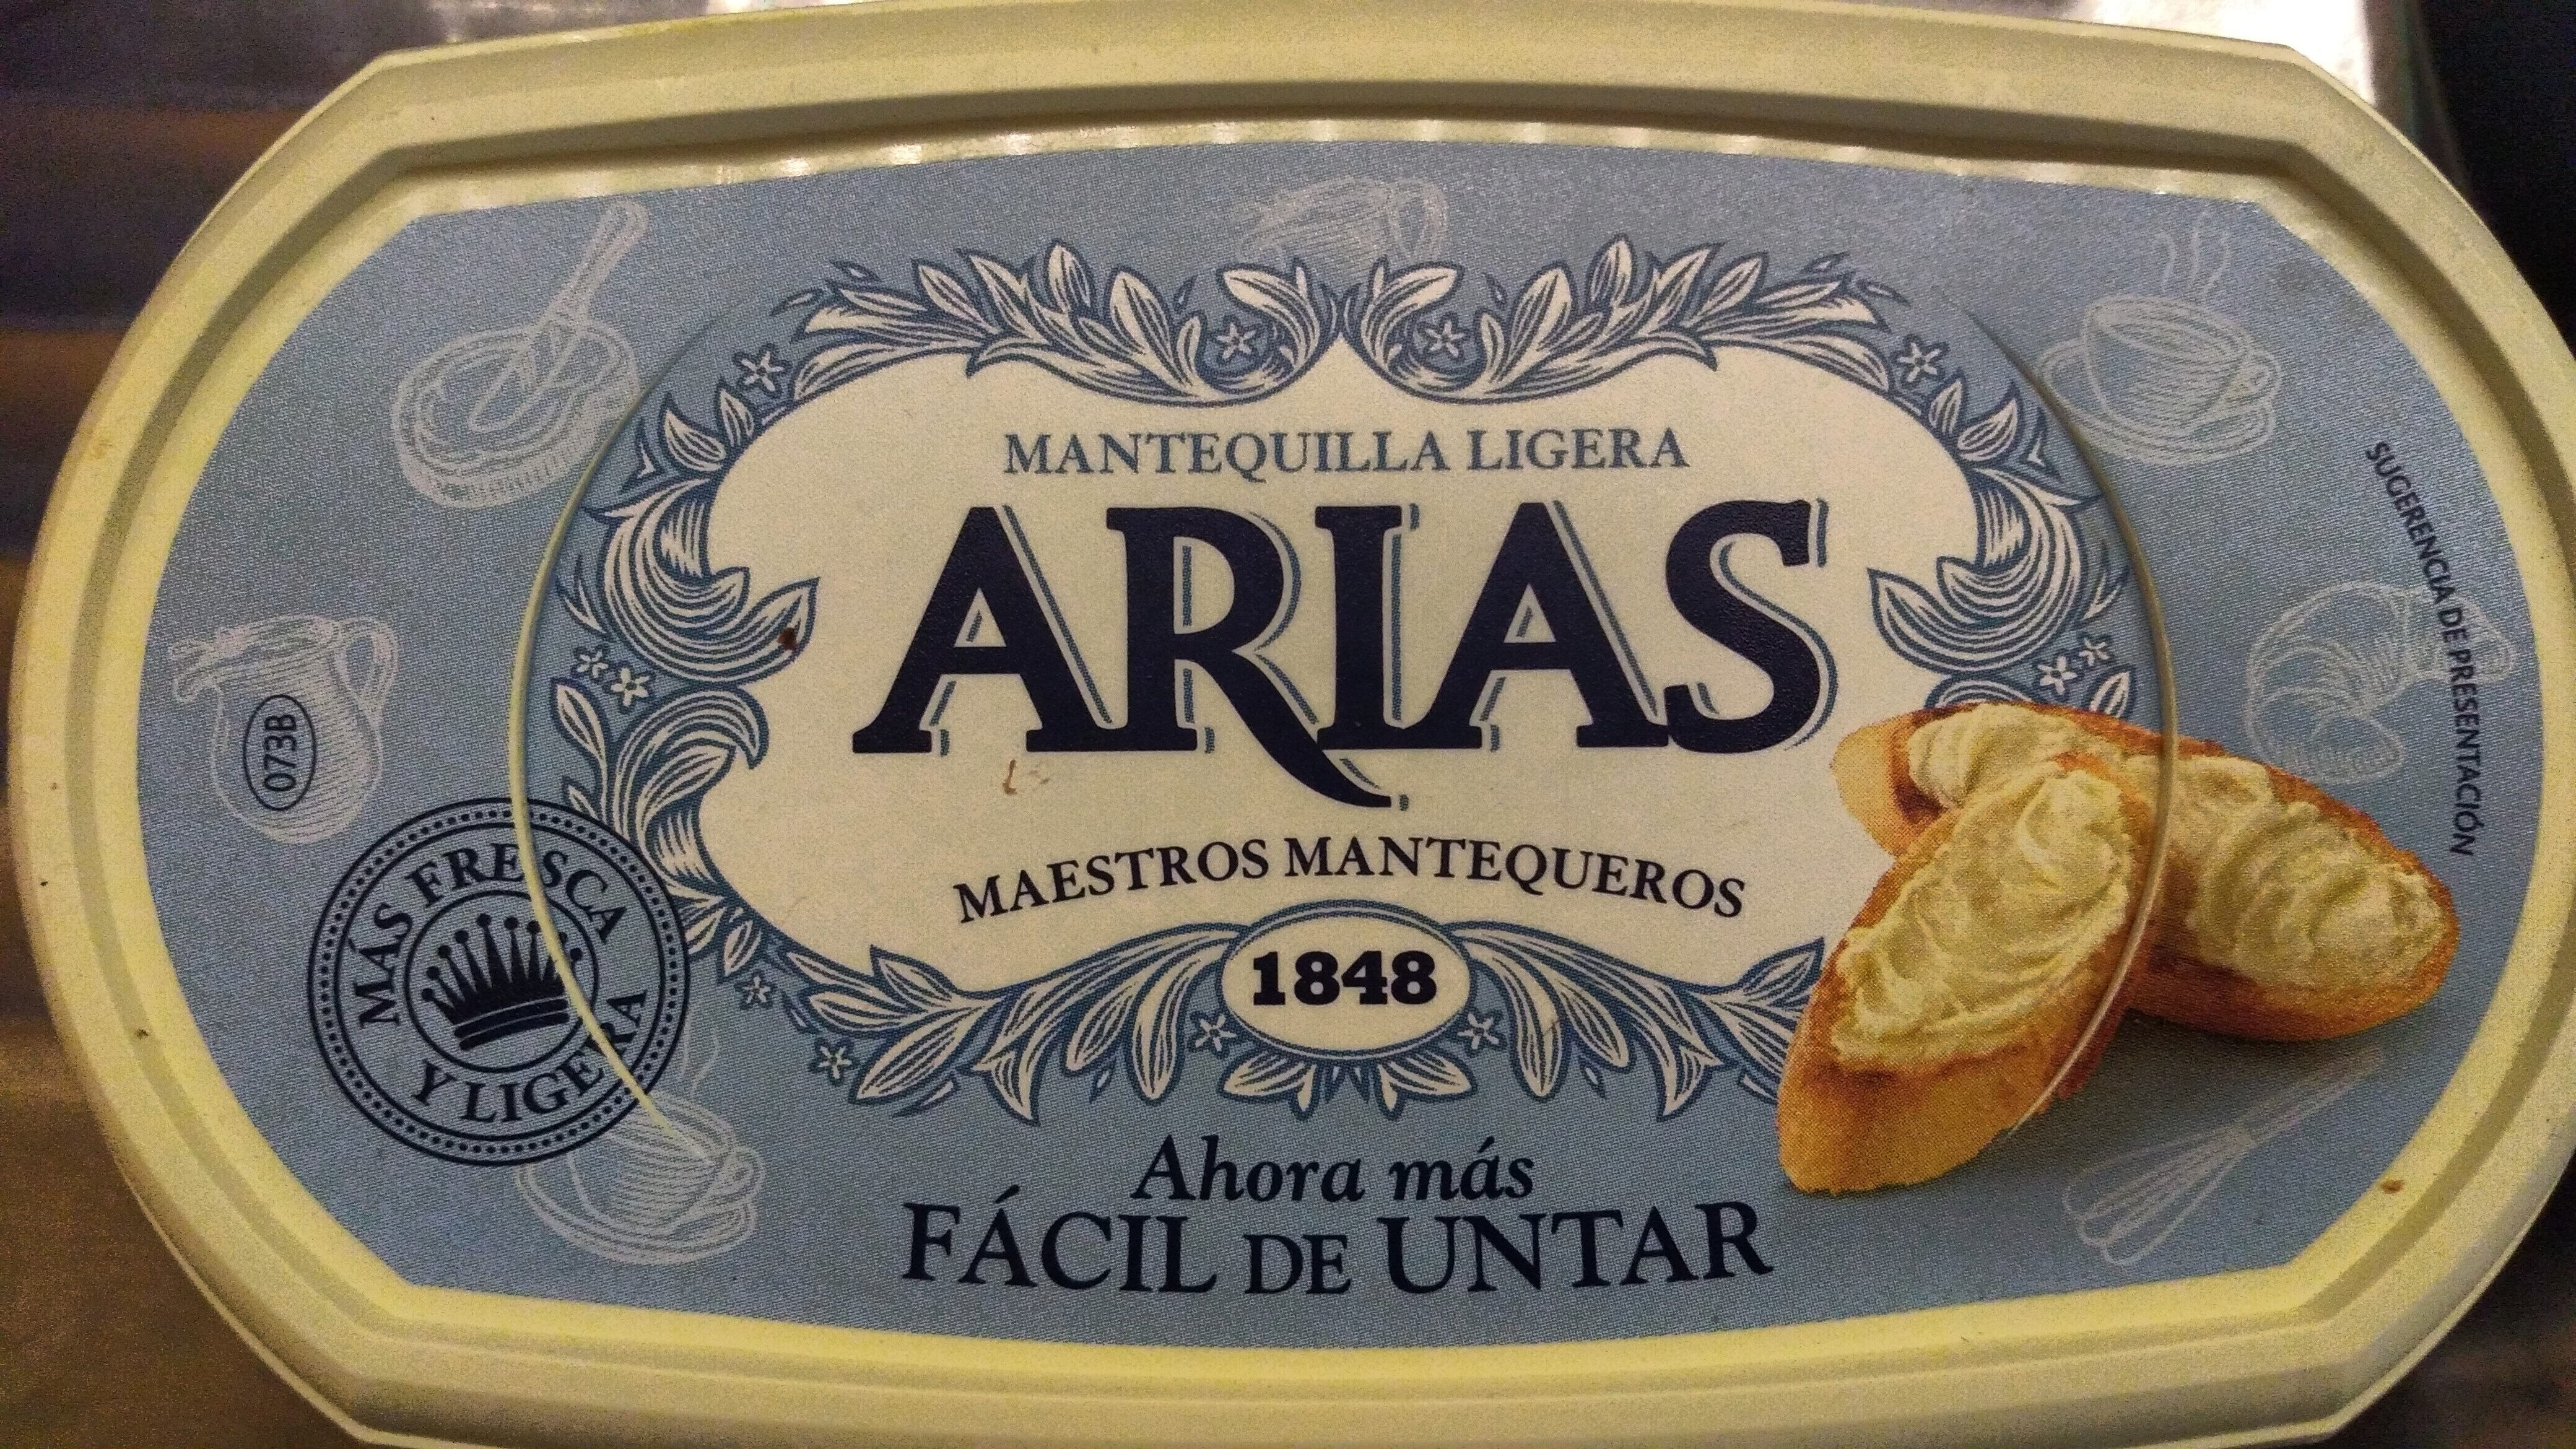 MANTEQUILLA LIGERA
ARIAS
MAESTROS MANTEQUEROS
1848
Ahora más
FÁCIL DE UNTAR
MÁS FRESCA
Y LIGERA
073B
SUGERENCIA DE PRESENTACIÓN